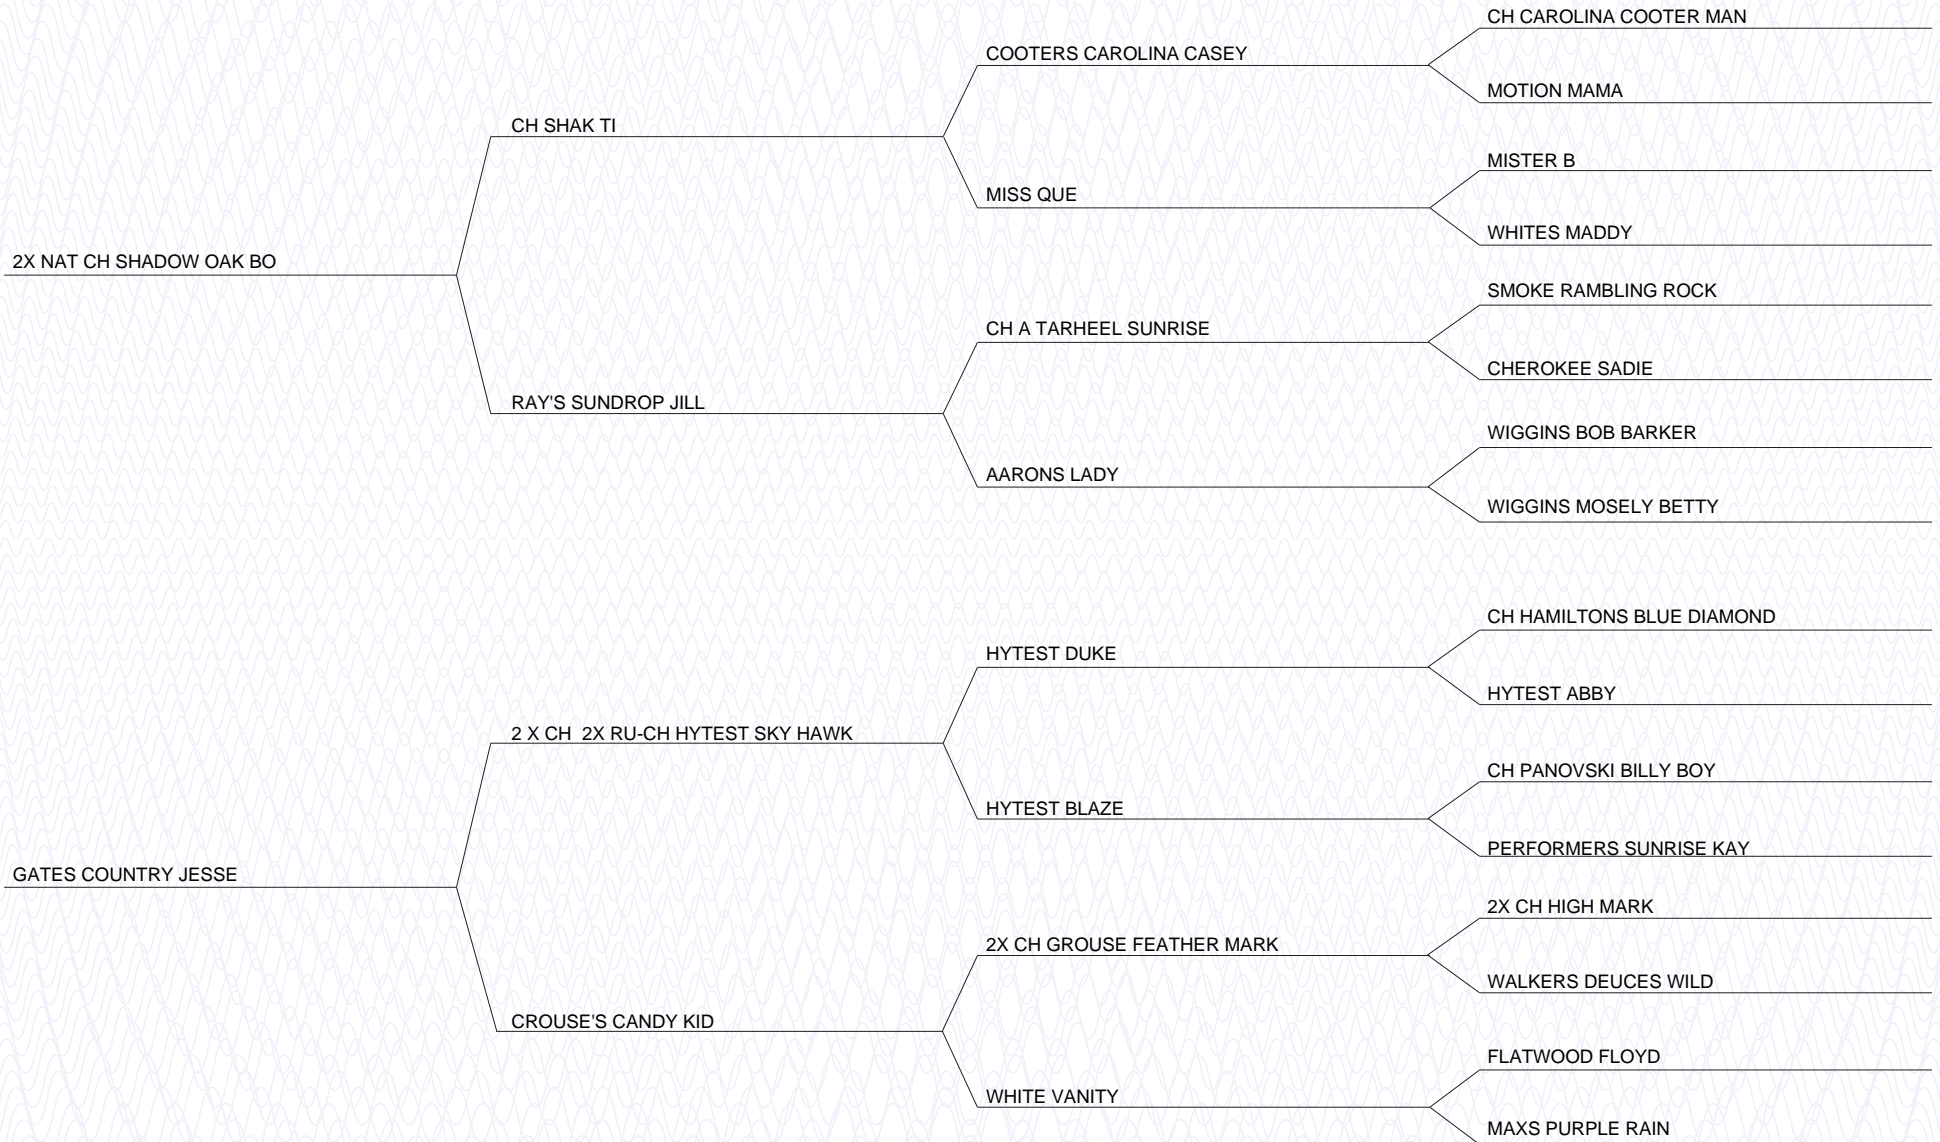 CH CAROLINA COOTER MAN
COOTERS CAROLINA CASEY
MOTION MAMA
CH SHAK TI
MISTER B
MISS QUE
WHITES MADDY
2X NAT CH SHADOW OAK BO
SMOKE RAMBLING ROCK
CH A TARHEEL SUNRISE
CHEROKEE SADIE
RAY'S SUNDROP JILL
WIGGINS BOB BARKER
AARONS LADY
WIGGINS MOSELY BETTY
CH HAMILTONS BLUE DIAMOND
HYTEST DUKE
HYTEST ABBY
2 X CH  2X RU-CH HYTEST SKY HAWK
CH PANOVSKI BILLY BOY
HYTEST BLAZE
PERFORMERS SUNRISE KAY
GATES COUNTRY JESSE
2X CH HIGH MARK
2X CH GROUSE FEATHER MARK
WALKERS DEUCES WILD
CROUSE'S CANDY KID
FLATWOOD FLOYD
WHITE VANITY
MAXS PURPLE RAIN